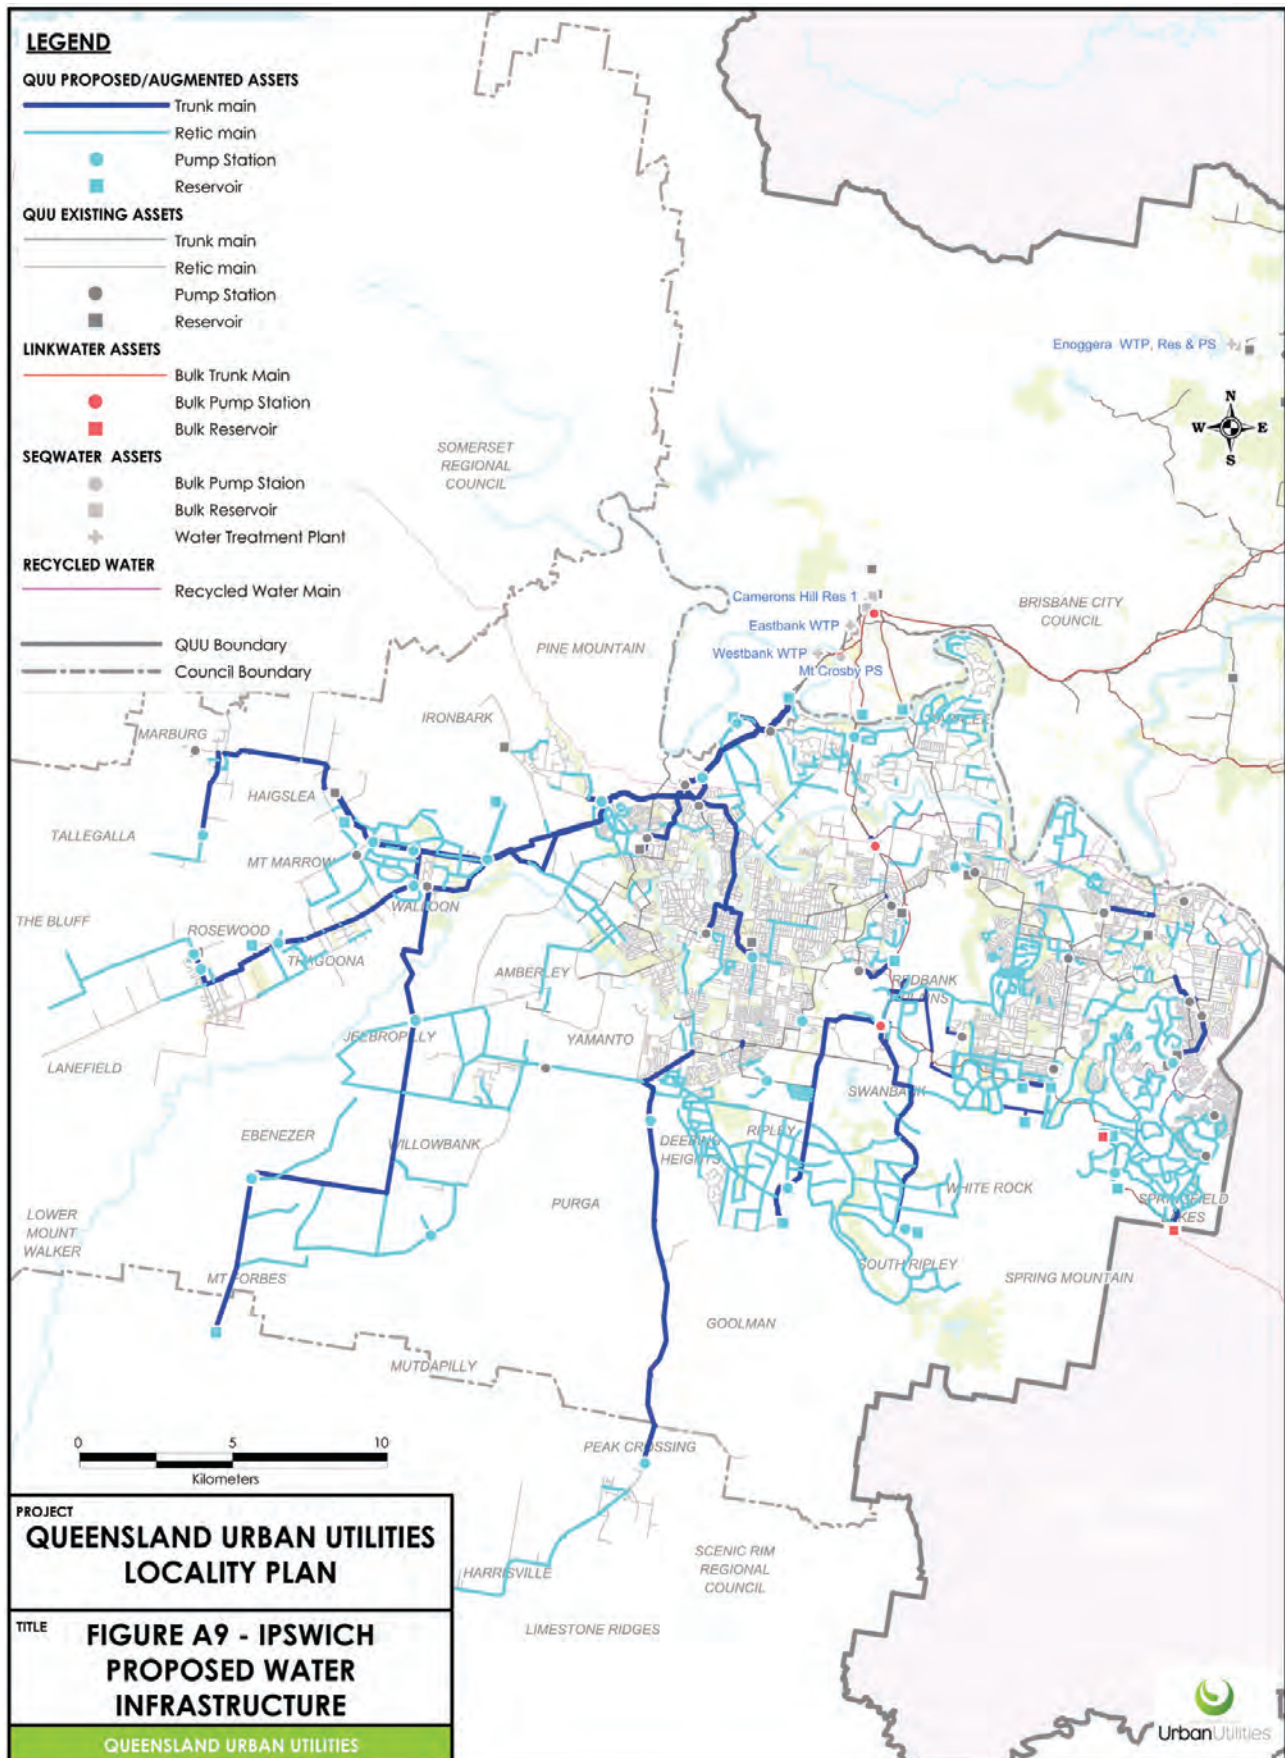 LEGEND
QUU PROPOSED/AUGMENTED ASSETS
Trunk main
Retic main
Pump Station
Reservoir
QUU EXISTING ASSETS
Trunk main
Retic main
Pump Station
Reservoir
LINKWATER ASSETS
Bulk Trunk Main
Bulk Pump Station
Bulk Reservoir
SEQWATER ASSETS
Bulk Pump Staion
Bulk Reservoir
Water Treatment Plant
RECYCLED WATER
Recycled Water Main
QUU Boundary
Council Boundary
Enoggera WTP, Res & PS
N
W E
S
SOMERSET
REGIONAL
COUNCIL
Camerons Hill Res 1
BRISBANE CITY
COUNCIL
Eastbank WTP
PINE MOUNTAIN
Westbank WTP
Mt Crosby PS
IRONBARK
MARBURG
HAIGSLEA
TALLEGALLA
MT MARROW
WALLOON
THE BLUFF
ROSEWOOD
THAGOONA
AMBERLEY
REDBANK
PLAINS
JEEBROPILLY
YAMANTO
LANEFIELD
SWANBANK
EBENEZER
WILLOWBANK
RIPLEY
DEEBING
HEIGHTS
WHITE ROCK
PURGA
SPRINGFIELD
LAKES
LOWER
MOUNT
WALKER
MT FORBES
SOUTH RIPLEY
SPRING MOUNTAIN
GOOLMAN
MUTDAPILLY
0 5 10
Kilometers
PEAK CROSSING
PROJECT
QUEENSLAND URBAN UTILITIES
LOCALITY PLAN
HARRISVILLE
SCENIC RIM
REGIONAL
COUNCIL
LIMESTONE RIDGES
TITLE
FIGURE A9 - IPSWICH
PROPOSED WATER
INFRASTRUCTURE
QUEENSLAND URBAN UTILITIES
UrbanUtilities